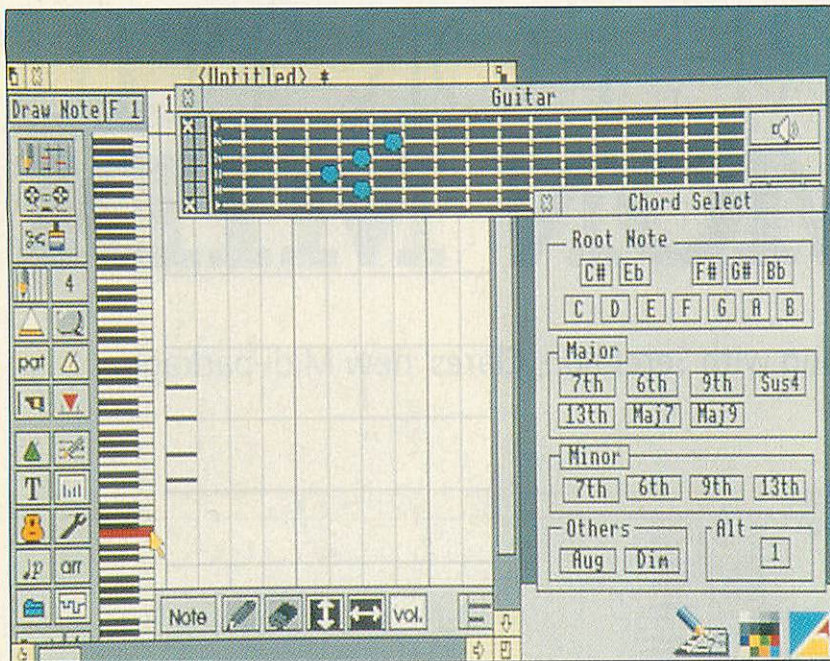 <Untitled> *
Draw Note F 1
1
Guitar
Chord Select
Root Note
C# Eb F# G# Bb
C D E F G A B
4
pat
Major
7th 6th 9th Sus4
13th Maj7 Maj9
Minor
7th 6th 9th 13th
T
Others
Alt
Aug Dim
1
arr
Note
vol.